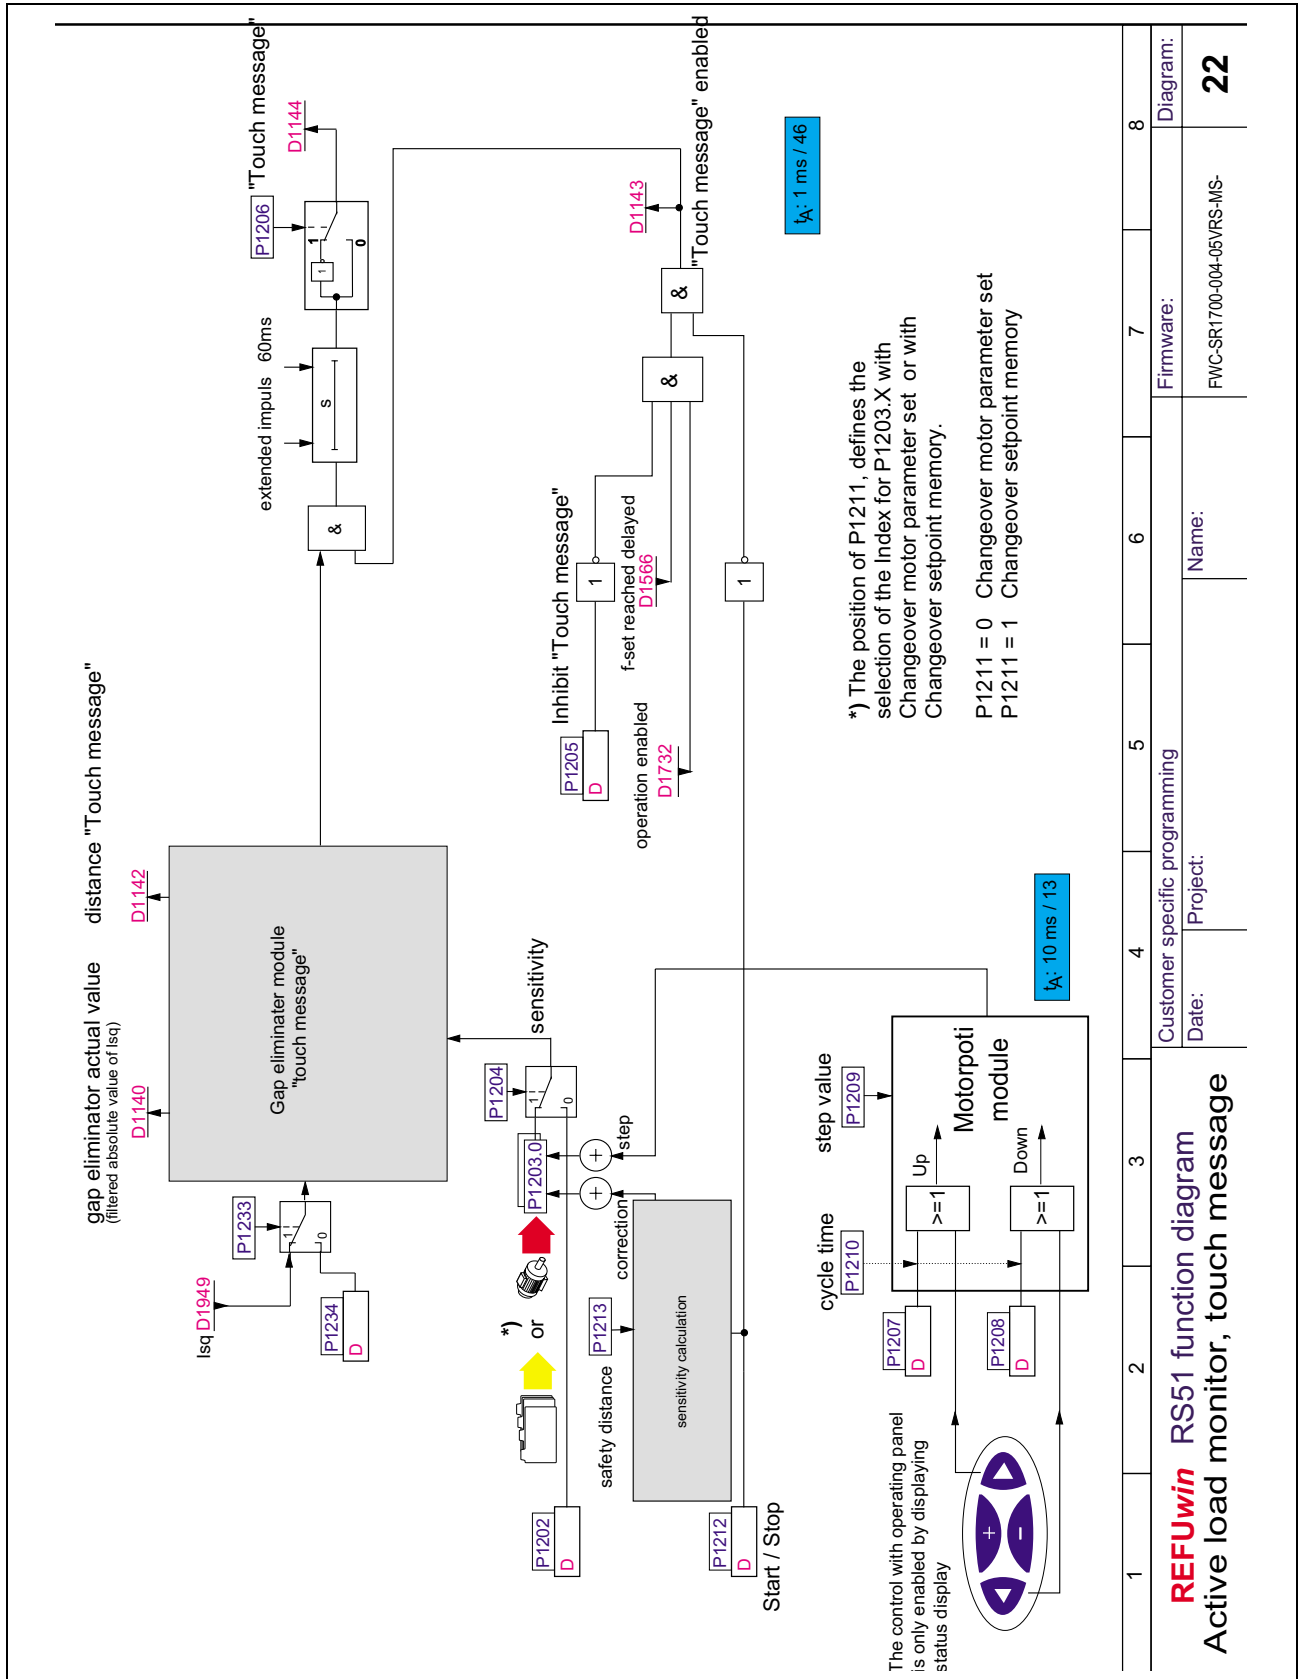 gap eliminator actual value
(filtered absolute value of Isq)
distance "Touch message"
D1140
D1142
Isq D1949
P1233
1
0
P1234
D
Gap eliminater module
"touch message"
extended impuls 60ms
&
s
P1206
1
1
0
"Touch message"
D1144
P1202
D
*)
or
P1203.0
P1204
1
0
sensitivity
step
+
+
correction
safety distance
P1213
sensitivity calculation
P1212
D
Start / Stop
Inhibit "Touch message"
P1205
D
1
f-set reached delayed
D1566
operation enabled
D1732
&
&
1
D1143
"Touch message" enabled
tA: 1 ms / 46
cycle time
P1210
step value
P1209
P1207
D
P1208
D
>=1
Up
>=1
Down
Motorpoti
module
tA: 10 ms / 13
The control with operating panel
is only enabled by displaying
status display
+
−
*) The position of P1211, defines the
selection of the Index for P1203.X with
Changeover motor parameter set or with
Changeover setpoint memory.
P1211 = 0 Changeover motor parameter set
P1211 = 1 Changeover setpoint memory
1 2 3 4 5 6 7 8
REFUwin RS51 function diagram
Active load monitor, touch message
Customer specific programming
Date:
Project:
Name:
Firmware:
FWC-SR1700-004-05VRS-MS-
Diagram:
22